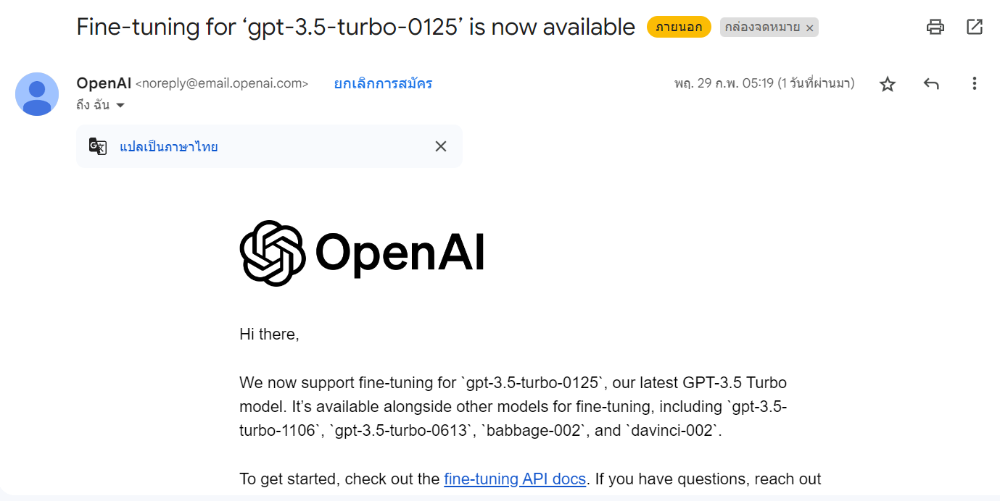 Fine-tuning for ‘gpt-3.5-turbo-0125’ is now available ภายนอก กล่องจดหมาย ×
OpenAI <noreply@email.openai.com> ยกเลิกการสมัคร พฤ. 29 ก.พ. 05:19 (1 วันที่ผ่านมา)
ถึง ฉัน
แปลเป็นภาษาไทย
OpenAI
Hi there,
We now support fine-tuning for `gpt-3.5-turbo-0125`, our latest GPT-3.5 Turbo
model. It’s available alongside other models for fine-tuning, including `gpt-3.5-
turbo-1106`, `gpt-3.5-turbo-0613`, `babbage-002`, and `davinci-002`.
To get started, check out the fine-tuning API docs. If you have questions, reach out